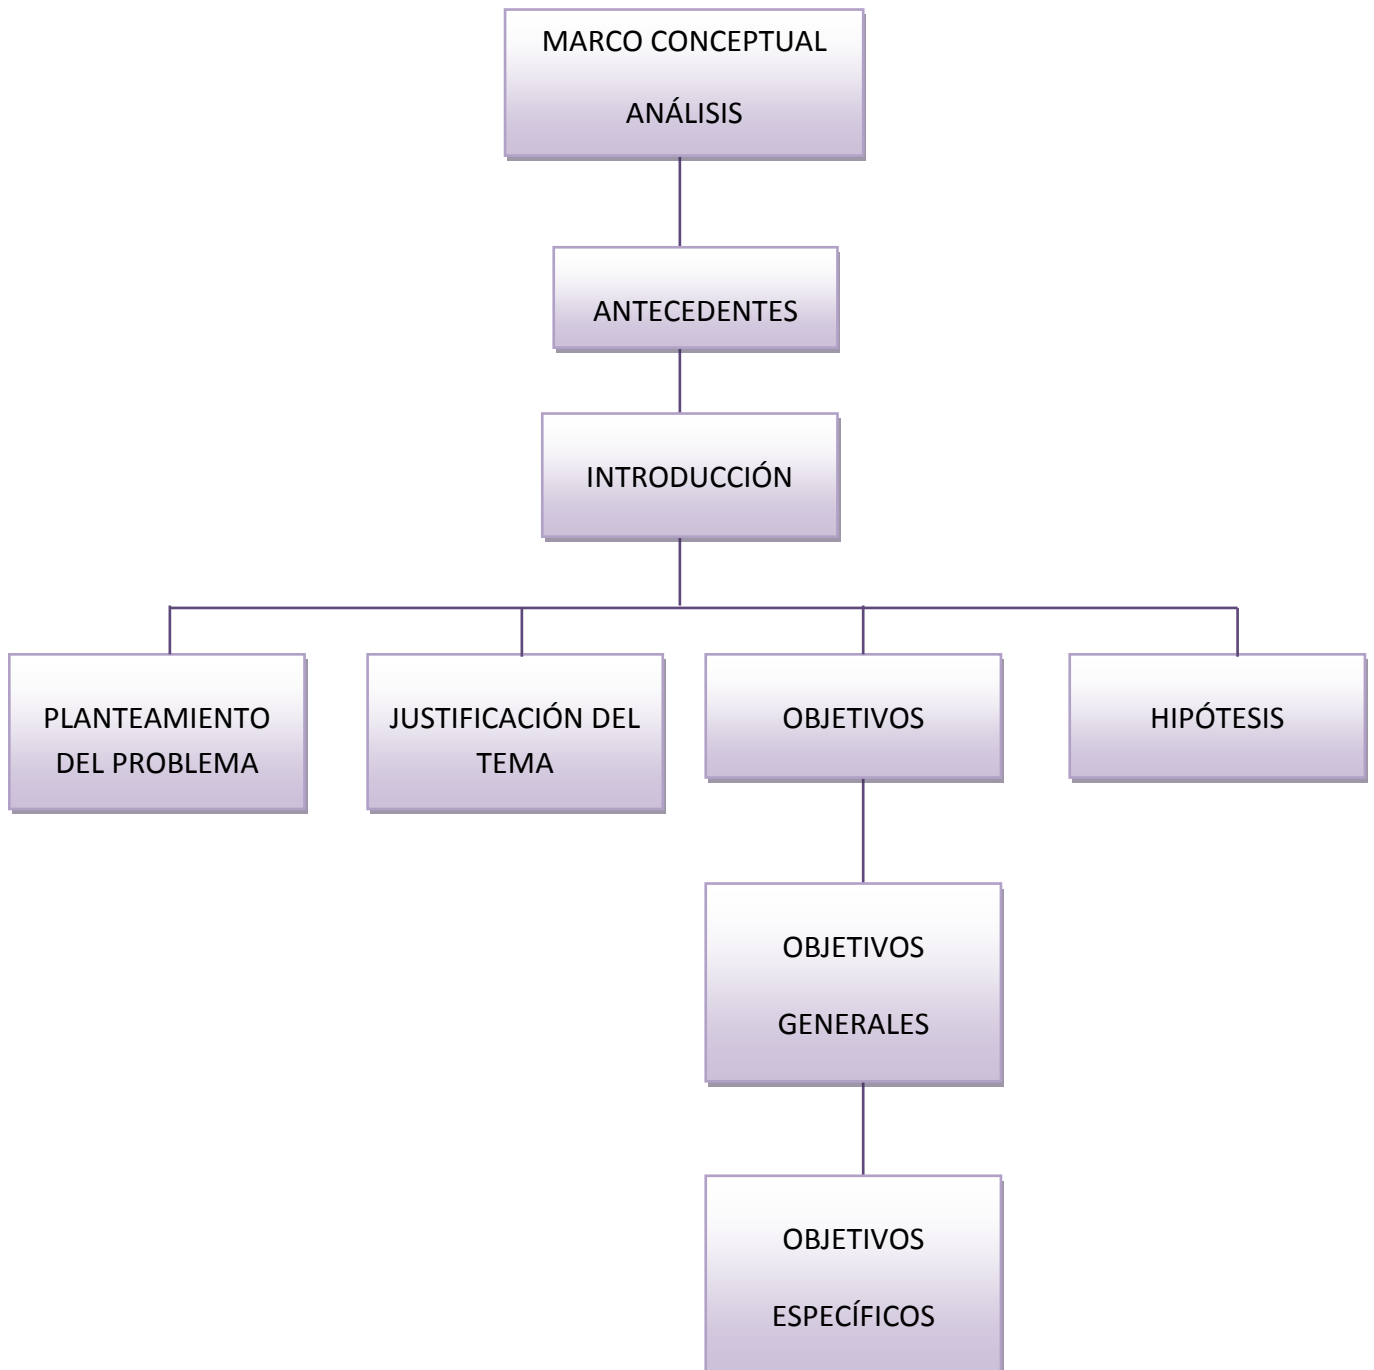 MARCO CONCEPTUAL
ANÁLISIS
ANTECEDENTES
INTRODUCCIÓN
PLANTEAMIENTO
DEL PROBLEMA
JUSTIFICACIÓN DEL
TEMA
OBJETIVOS
HIPÓTESIS
OBJETIVOS
GENERALES
OBJETIVOS
ESPECÍFICOS